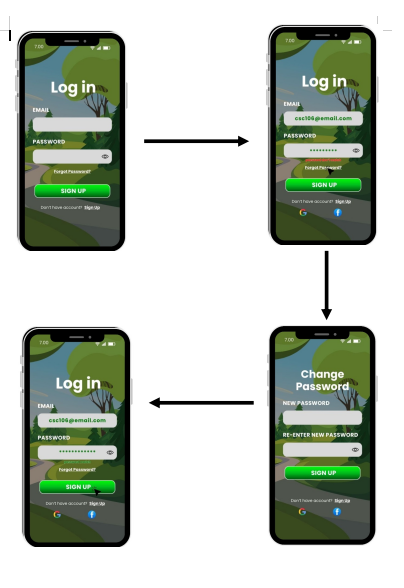 7.00
Log in
EMAIL
PASSWORD
Forgot Password?
SIGN UP
Don't have account? Sign Up
7.00
Log in
EMAIL
csc106@email.com
PASSWORD
*********
Forgot Password?
SIGN UP
Don't have account? Sign Up
G f
7.00
Change
Password
NEW PASSWORD
RE-ENTER NEW PASSWORD
SIGN UP
Don't have account? Sign Up
G f
7.00
Log in
EMAIL
csc106@email.com
PASSWORD
************
Forgot Password?
SIGN UP
Don't have account? Sign Up
G f